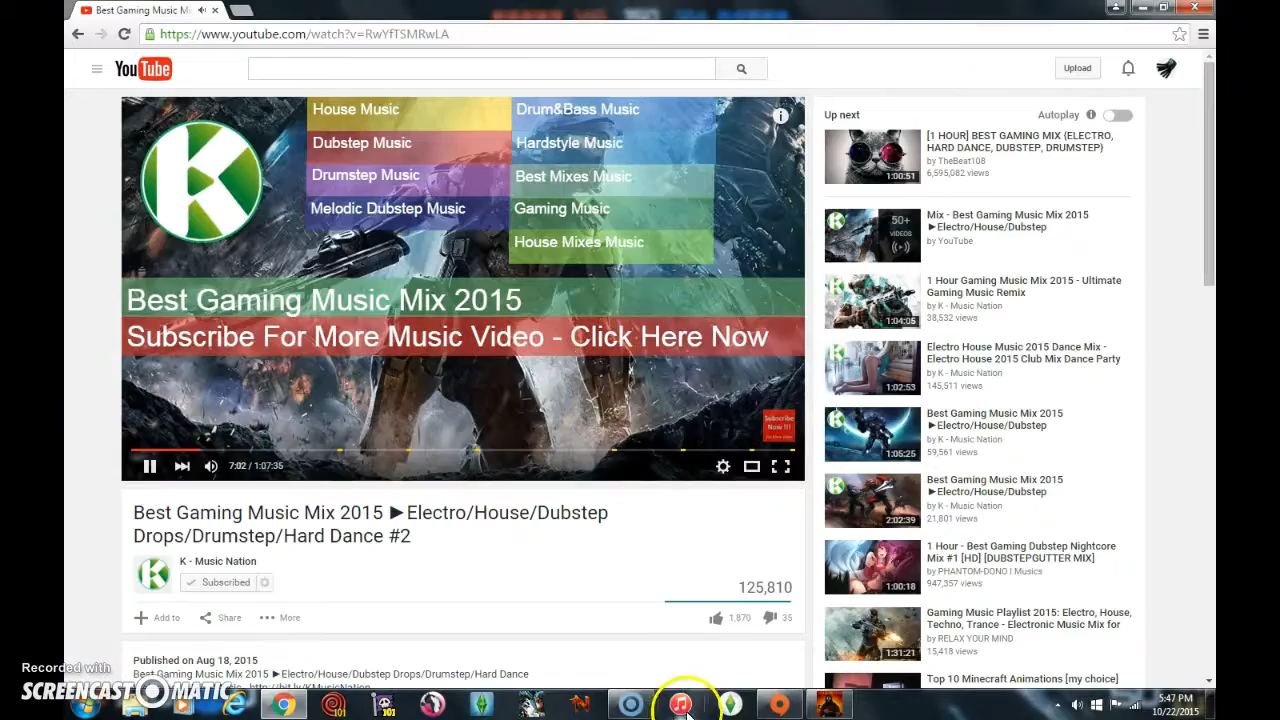 Best Gaming Music M
https://www.youtube.com/watch?v=RwYfTSMRwLA
YouTube
Upload
House Music
Drum&Bass Music
Dubstep Music
Hardstyle Music
Drumstep Music
Best Mixes Music
Melodic Dubstep Music
Gaming Music
House Mixes Music
K
Best Gaming Music Mix 2015
Subscribe For More Music Video - Click Here Now
Subscribe
Now !!!
7:02 / 1:07:35
Best Gaming Music Mix 2015 ►Electro/House/Dubstep
Drops/Drumstep/Hard Dance #2
K - Music Nation
Subscribed
125,810
Add to
Share
More
1,870
35
Published on Aug 18, 2015
Best Gaming Music Mix 2015 ►Electro/House/Dubstep Drops/Drumstep/Hard Dance
http://bit.ly/KMusicNation
Up next
Autoplay
[1 HOUR] BEST GAMING MIX {ELECTRO,
HARD DANCE, DUBSTEP, DRUMSTEP}
by TheBeat108
6,595,082 views
1:00:51
Mix - Best Gaming Music Mix 2015
►Electro/House/Dubstep
by YouTube
50+
VIDEOS
1 Hour Gaming Music Mix 2015 - Ultimate
Gaming Music Remix
by K - Music Nation
38,532 views
1:04:05
Electro House Music 2015 Dance Mix -
Electro House 2015 Club Mix Dance Party
by K - Music Nation
145,511 views
1:02:53
Best Gaming Music Mix 2015
►Electro/House/Dubstep
by K - Music Nation
59,561 views
1:05:25
Best Gaming Music Mix 2015
►Electro/House/Dubstep
by K - Music Nation
21,801 views
2:02:39
1 Hour - Best Gaming Dubstep Nightcore
Mix #1 [HD] [DUBSTEPGUTTER MIX]
by PHANTOM-DONO l Musics
947,357 views
1:00:18
Gaming Music Playlist 2015: Electro, House,
Techno, Trance - Electronic Music Mix for
by RELAX YOUR MIND
15,418 views
1:31:21
Top 10 Minecraft Animations [my choice]
Recorded with
SCREENCAST MATIC
101
101
5:47 PM
10/22/2015